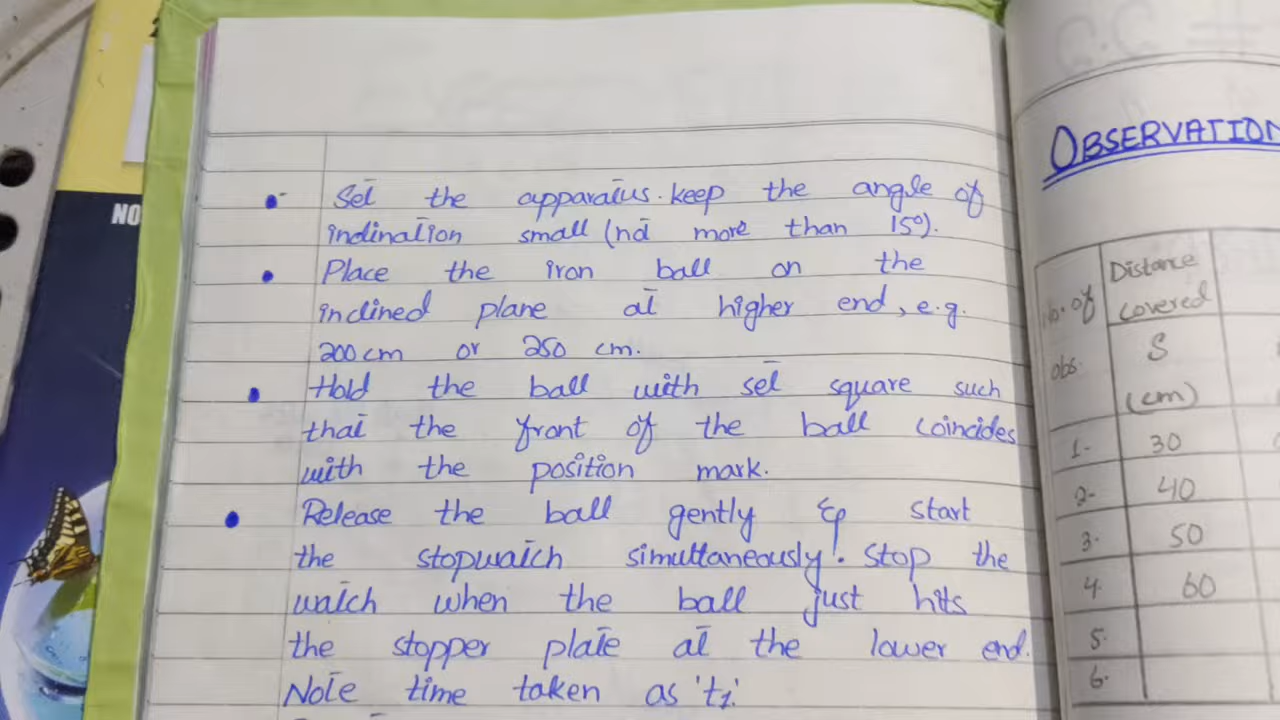 NO
• Set the apparatus. keep the angle of
inclination small (not more than 15°).
• Place the iron ball on the
inclined plane at higher end, e.g.
200 cm or 250 cm.
• Hold the ball with set square such
that the front of the ball coincides
with the position mark.
• Release the ball gently & start
the stopwatch simultaneously. Stop the
watch when the ball just hits
the stopper plate at the lower end.
Note time taken as 't₁'.
OBSERVATION
No. of
obs.
Distance
covered
S
(cm)
1. 30
2. 40
3. 50
4. 60
5.
6.